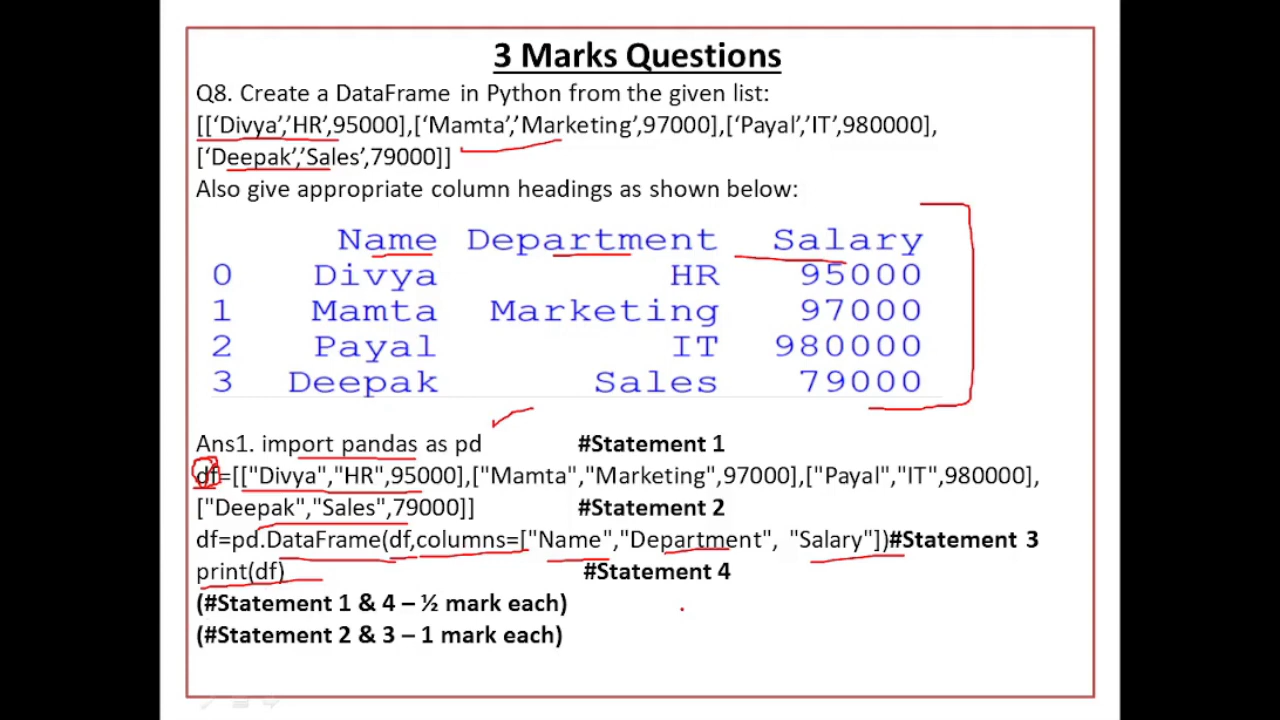 3 Marks Questions
Q8. Create a DataFrame in Python from the given list:
[[‘Divya’,’HR’,95000],[‘Mamta’,’Marketing’,97000],[‘Payal’,’IT’,980000],
[‘Deepak’,’Sales’,79000]]
Also give appropriate column headings as shown below:
Name Department Salary
0 Divya HR 95000
1 Mamta Marketing 97000
2 Payal IT 980000
3 Deepak Sales 79000
Ans1. import pandas as pd #Statement 1
df=[["Divya","HR",95000],["Mamta","Marketing",97000],["Payal","IT",980000],
["Deepak","Sales",79000]] #Statement 2
df=pd.DataFrame(df,columns=["Name","Department", "Salary"])#Statement 3
print(df) #Statement 4
(#Statement 1 & 4 – ½ mark each)
(#Statement 2 & 3 – 1 mark each)